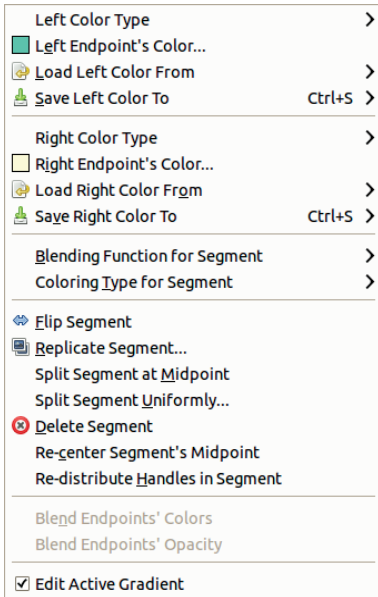 Left Color Type
Left Endpoint's Color...
Load Left Color From
Save Left Color To Ctrl+S
Right Color Type
Right Endpoint's Color...
Load Right Color From
Save Right Color To Ctrl+S
Blending Function for Segment
Coloring Type for Segment
Flip Segment
Replicate Segment...
Split Segment at Midpoint
Split Segment Uniformly...
Delete Segment
Re-center Segment's Midpoint
Re-distribute Handles in Segment
Blend Endpoints' Colors
Blend Endpoints' Opacity
Edit Active Gradient